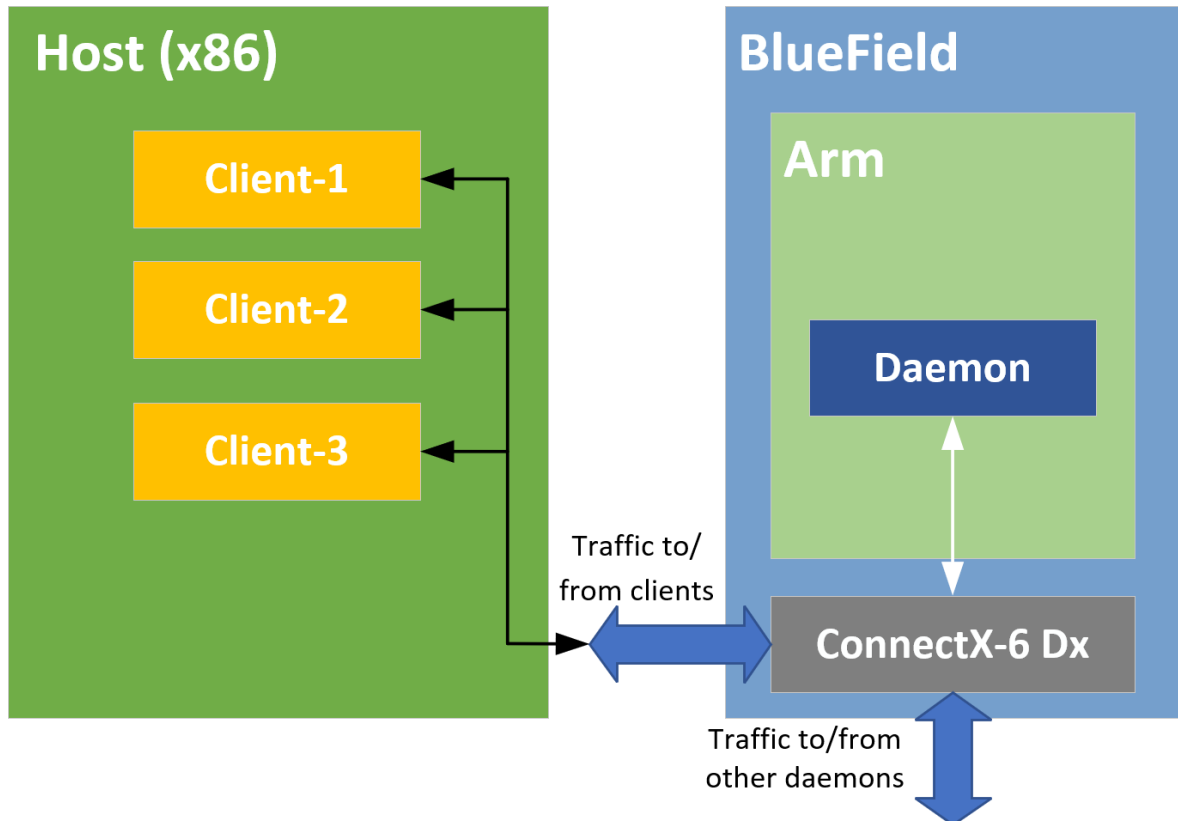 Host (x86)
Client-1
Client-2
Client-3
Traffic to/
from clients
BlueField
Arm
Daemon
ConnectX-6 Dx
Traffic to/from
other daemons